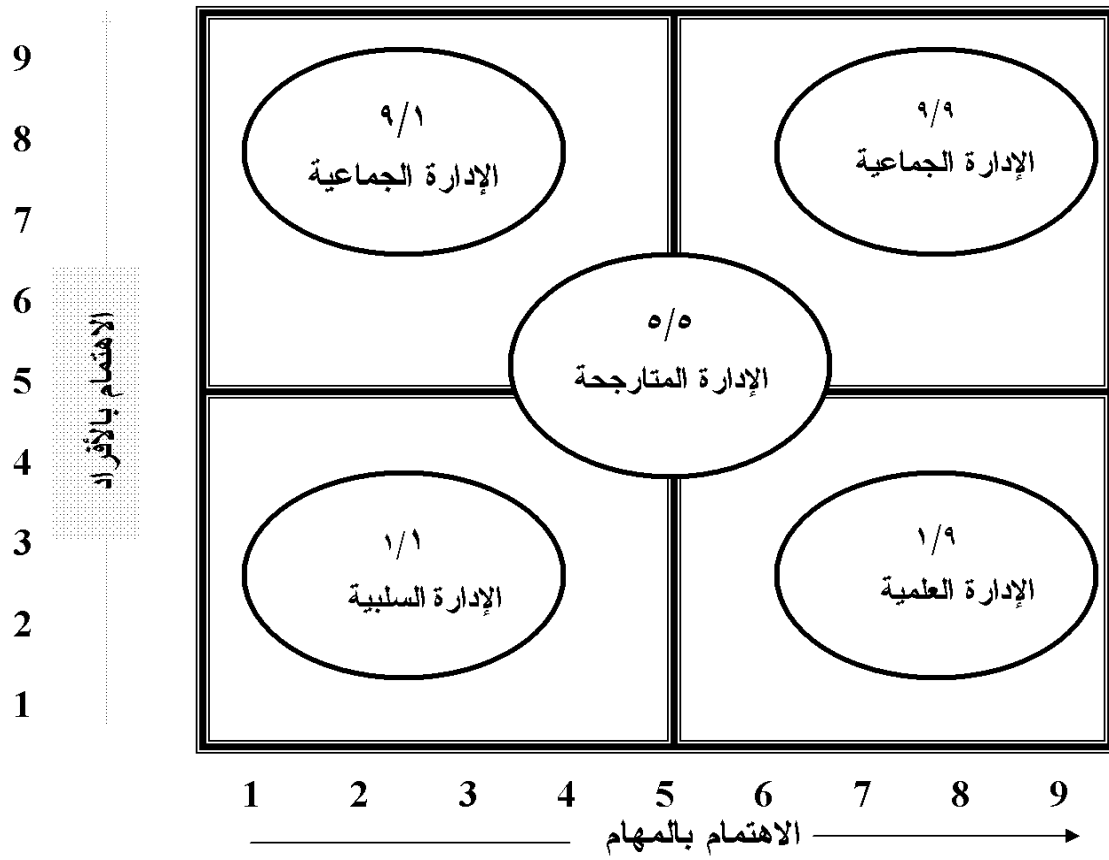 9
8
7
6
5
4
3
2
1
الاهتمام بالأفراد
٩/١
الإدارة الجماعية
٩/٩
الإدارة الجماعية
٥/٥
الإدارة المتارجحة
١/١
الإدارة السلبية
١/٩
الإدارة العلمية
1 2 3 4 5 6 7 8 9
الاهتمام بالمهام